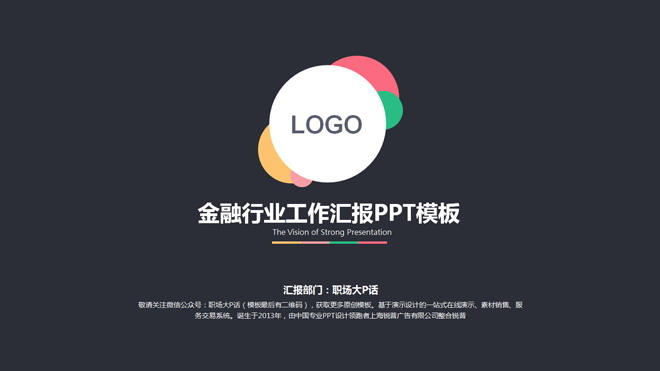 LOGO
金融行业工作汇报PPT模板
The Vision of Strong Presentation
汇报部门：职场大P话
敬请关注微信公众号：职场大P话（模板最后有二维码），获取更多原创模板。基于演示设计的一站式在线演示、素材销售、服
务交易系统。诞生于2013年，由中国专业PPT设计领跑者上海锐普广告有限公司整合锐普